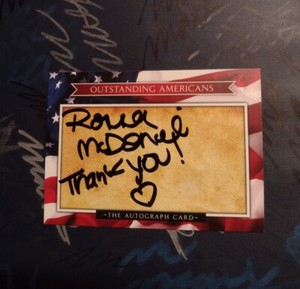 OUTSTANDING AMERICANS
Ronna
McDaniel
Thank you!
-THE AUTOGRAPH CARD-